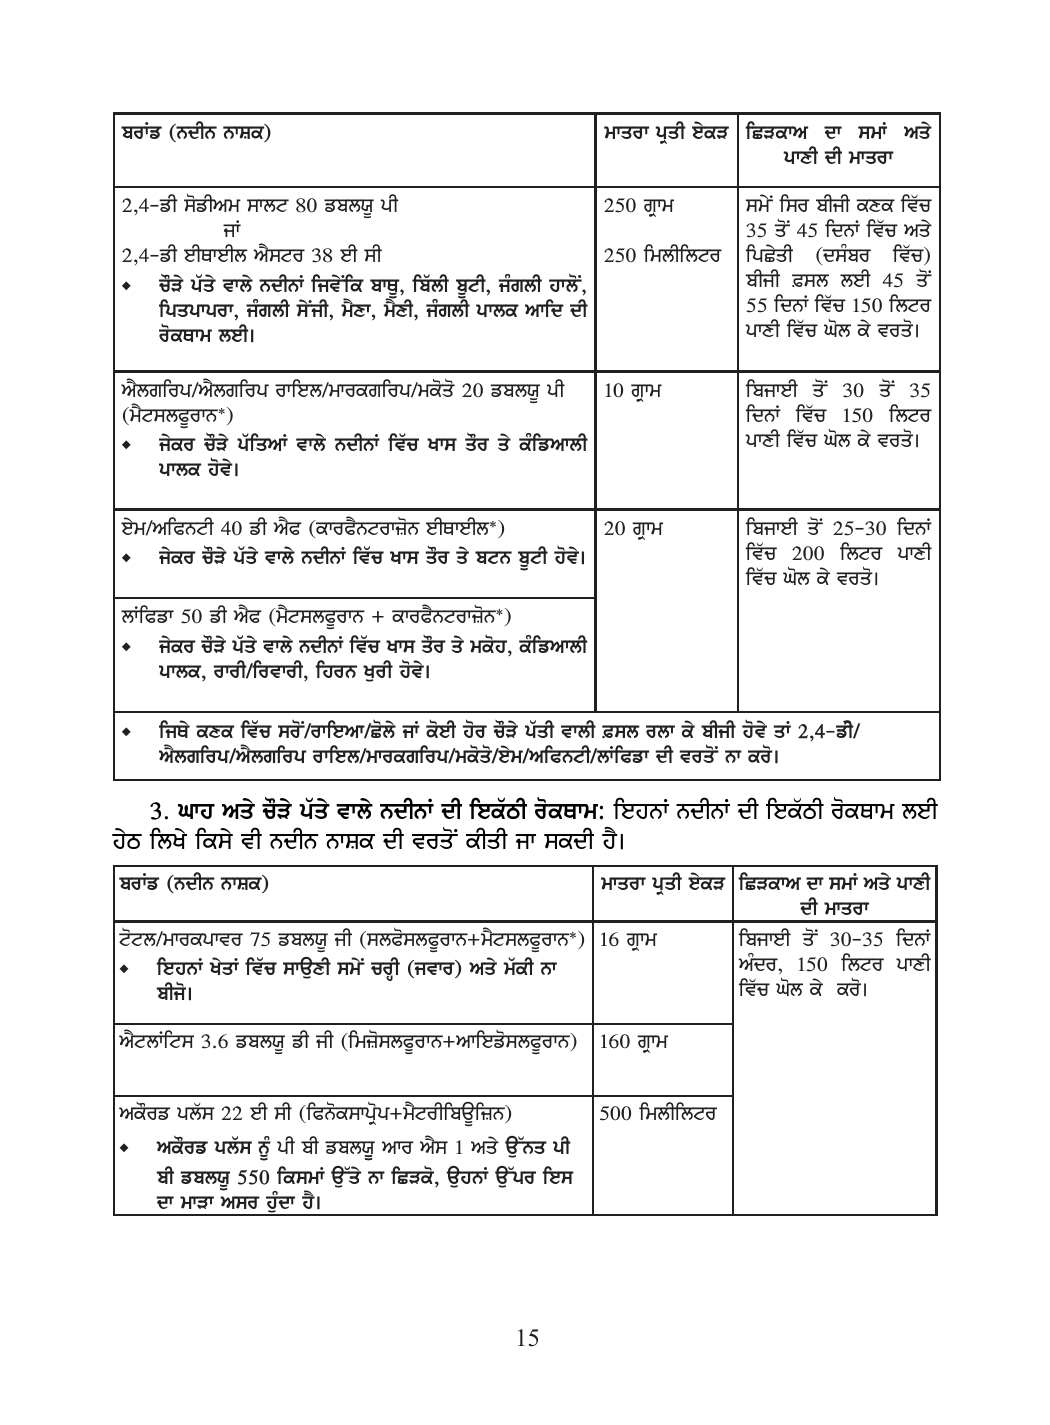 ਬਰਾਂਡ (ਨਦੀਨ ਨਾਸ਼ਕ)
ਮਾਤਰਾ ਪ੍ਰਤੀ ਏਕੜ
ਛਿੜਕਾਅ ਦਾ ਸਮਾਂ ਅਤੇ
ਪਾਣੀ ਦੀ ਮਾਤਰਾ
2,4-ਡੀ ਸੋਡੀਅਮ ਸਾਲਟ 80 ਡਬਲਯੂ ਪੀ
ਜਾਂ
2,4-ਡੀ ਈਥਾਈਲ ਐਸਟਰ 38 ਈ ਸੀ
◆ ਚੌੜੇ ਪੱਤੇ ਵਾਲੇ ਨਦੀਨਾਂ ਜਿਵੇਂਕਿ ਬਾਥੂ, ਬਿੱਲੀ ਬੂਟੀ, ਜੰਗਲੀ ਹਾਲੋਂ,
ਪਿਤਪਾਪਰਾ, ਜੰਗਲੀ ਸੇਂਜੀ, ਮੈਣਾ, ਮੈਣੀ, ਜੰਗਲੀ ਪਾਲਕ ਆਦਿ ਦੀ
ਰੋਕਥਾਮ ਲਈ।
250 ਗ੍ਰਾਮ
250 ਮਿਲੀਲਿਟਰ
ਸਮੇਂ ਸਿਰ ਬੀਜੀ ਕਣਕ ਵਿੱਚ
35 ਤੋਂ 45 ਦਿਨਾਂ ਵਿੱਚ ਅਤੇ
ਪਿਛੇਤੀ (ਦਸੰਬਰ ਵਿੱਚ)
ਬੀਜੀ ਫ਼ਸਲ ਲਈ 45 ਤੋਂ
55 ਦਿਨਾਂ ਵਿੱਚ 150 ਲਿਟਰ
ਪਾਣੀ ਵਿੱਚ ਘੋਲ ਕੇ ਵਰਤੋ।
ਐਲਗਰਿਪ/ਐਲਗਰਿਪ ਰਾਇਲ/ਮਾਰਕਗਰਿਪ/ਮਕੋਤੋ 20 ਡਬਲਯੂ ਪੀ
(ਮੈਟਸਲਫੂਰਾਨ*)
◆ ਜੇਕਰ ਚੌੜੇ ਪੱਤਿਆਂ ਵਾਲੇ ਨਦੀਨਾਂ ਵਿੱਚ ਖਾਸ ਤੌਰ ਤੇ ਕੰਡਿਆਲੀ
ਪਾਲਕ ਹੋਵੇ।
10 ਗ੍ਰਾਮ
ਬਿਜਾਈ ਤੋਂ 30 ਤੋਂ 35
ਦਿਨਾਂ ਵਿੱਚ 150 ਲਿਟਰ
ਪਾਣੀ ਵਿੱਚ ਘੋਲ ਕੇ ਵਰਤੋ।
ਏਮ/ਅਫਿਨਟੀ 40 ਡੀ ਐਫ (ਕਾਰਫੈਨਟਰਾਜ਼ੋਨ ਈਥਾਈਲ*)
◆ ਜੇਕਰ ਚੌੜੇ ਪੱਤੇ ਵਾਲੇ ਨਦੀਨਾਂ ਵਿੱਚ ਖਾਸ ਤੌਰ ਤੇ ਬਟਨ ਬੂਟੀ ਹੋਵੇ।
20 ਗ੍ਰਾਮ
ਬਿਜਾਈ ਤੋਂ 25-30 ਦਿਨਾਂ
ਵਿੱਚ 200 ਲਿਟਰ ਪਾਣੀ
ਵਿੱਚ ਘੋਲ ਕੇ ਵਰਤੋ।
ਲਾਂਫਿਡਾ 50 ਡੀ ਐਫ (ਮੈਟਸਲਫੂਰਾਨ + ਕਾਰਫੈਨਟਰਾਜ਼ੋਨ*)
◆ ਜੇਕਰ ਚੌੜੇ ਪੱਤੇ ਵਾਲੇ ਨਦੀਨਾਂ ਵਿੱਚ ਖਾਸ ਤੌਰ ਤੇ ਮਕੋਹ, ਕੰਡਿਆਲੀ
ਪਾਲਕ, ਰਾਰੀ/ਰਿਵਾਰੀ, ਹਿਰਨ ਖੁਰੀ ਹੋਵੇ।
◆ ਜਿਥੇ ਕਣਕ ਵਿੱਚ ਸਰੋਂ/ਰਾਇਆ/ਛੋਲੇ ਜਾਂ ਕੋਈ ਹੋਰ ਚੌੜੇ ਪੱਤੀ ਵਾਲੀ ਫ਼ਸਲ ਰਲਾ ਕੇ ਬੀਜੀ ਹੋਵੇ ਤਾਂ 2,4-ਡੀ/
ਐਲਗਰਿਪ/ਐਲਗਰਿਪ ਰਾਇਲ/ਮਾਰਕਗਰਿਪ/ਮਕੋਤੋ/ਏਮ/ਅਫਿਨਟੀ/ਲਾਂਫਿਡਾ ਦੀ ਵਰਤੋਂ ਨਾ ਕਰੋ।
3. ਘਾਹ ਅਤੇ ਚੌੜੇ ਪੱਤੇ ਵਾਲੇ ਨਦੀਨਾਂ ਦੀ ਇਕੱਠੀ ਰੋਕਥਾਮ: ਇਹਨਾਂ ਨਦੀਨਾਂ ਦੀ ਇਕੱਠੀ ਰੋਕਥਾਮ ਲਈ
ਹੇਠ ਲਿਖੇ ਕਿਸੇ ਵੀ ਨਦੀਨ ਨਾਸ਼ਕ ਦੀ ਵਰਤੋਂ ਕੀਤੀ ਜਾ ਸਕਦੀ ਹੈ।
ਬਰਾਂਡ (ਨਦੀਨ ਨਾਸ਼ਕ)
ਮਾਤਰਾ ਪ੍ਰਤੀ ਏਕੜ
ਛਿੜਕਾਅ ਦਾ ਸਮਾਂ ਅਤੇ ਪਾਣੀ
ਦੀ ਮਾਤਰਾ
ਟੋਟਲ/ਮਾਰਕਪਾਵਰ 75 ਡਬਲਯੂ ਜੀ (ਸਲਫੋਸਲਫੂਰਾਨ+ਮੈਟਸਲਫੂਰਾਨ*)
◆ ਇਹਨਾਂ ਖੇਤਾਂ ਵਿੱਚ ਸਾਉਣੀ ਸਮੇਂ ਚਰ੍ਹੀ (ਜਵਾਰ) ਅਤੇ ਮੱਕੀ ਨਾ
ਬੀਜੋ।
16 ਗ੍ਰਾਮ
ਬਿਜਾਈ ਤੋਂ 30-35 ਦਿਨਾਂ
ਅੰਦਰ, 150 ਲਿਟਰ ਪਾਣੀ
ਵਿੱਚ ਘੋਲ ਕੇ ਕਰੋ।
ਐਟਲਾਂਟਿਸ 3.6 ਡਬਲਯੂ ਡੀ ਜੀ (ਮਿਜ਼ੋਸਲਫੂਰਾਨ+ਆਇਡੋਸਲਫੂਰਾਨ)
160 ਗ੍ਰਾਮ
ਅਕੌਰਡ ਪਲੱਸ 22 ਈ ਸੀ (ਫਿਨੋਕਸਾਪ੍ਰੋਪ+ਮੈਟਰੀਬਿਊਜ਼ਿਨ)
500 ਮਿਲੀਲਿਟਰ
◆ ਅਕੌਰਡ ਪਲੱਸ ਨੂੰ ਪੀ ਬੀ ਡਬਲਯੂ ਆਰ ਐਸ 1 ਅਤੇ ਉੱਨਤ ਪੀ
ਬੀ ਡਬਲਯੂ 550 ਕਿਸਮਾਂ ਉੱਤੇ ਨਾ ਛਿੜਕੋ, ਉਹਨਾਂ ਉੱਪਰ ਇਸ
ਦਾ ਮਾੜਾ ਅਸਰ ਹੁੰਦਾ ਹੈ।
15